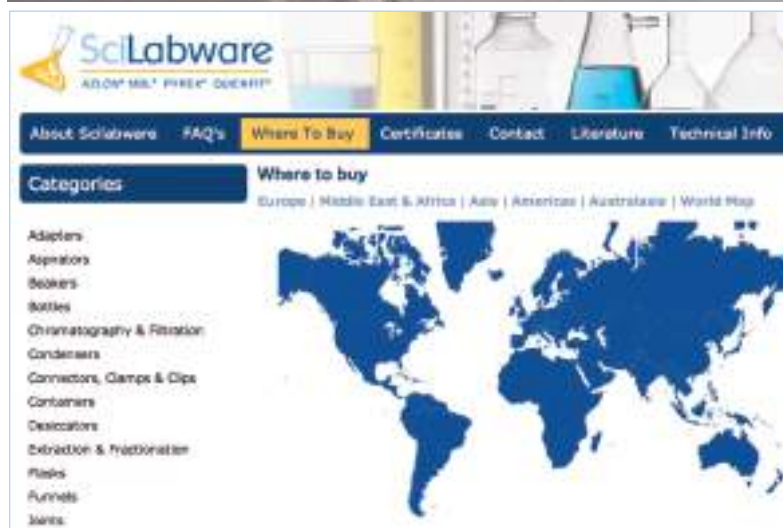 SciLabware
AZLON® MBL® PYREX® QUICKFIT®
About Scilabware FAQ's Where To Buy Certificates Contact Literature Technical Info
Categories
Where to buy
Europe | Middle East & Africa | Asia | Americas | Australasia | World Map
Adapters
Aspirators
Beakers
Bottles
Chromatography & Filtration
Condensers
Connectors, Clamps & Clips
Containers
Desiccators
Extraction & Fractionation
Flasks
Funnels
Joints